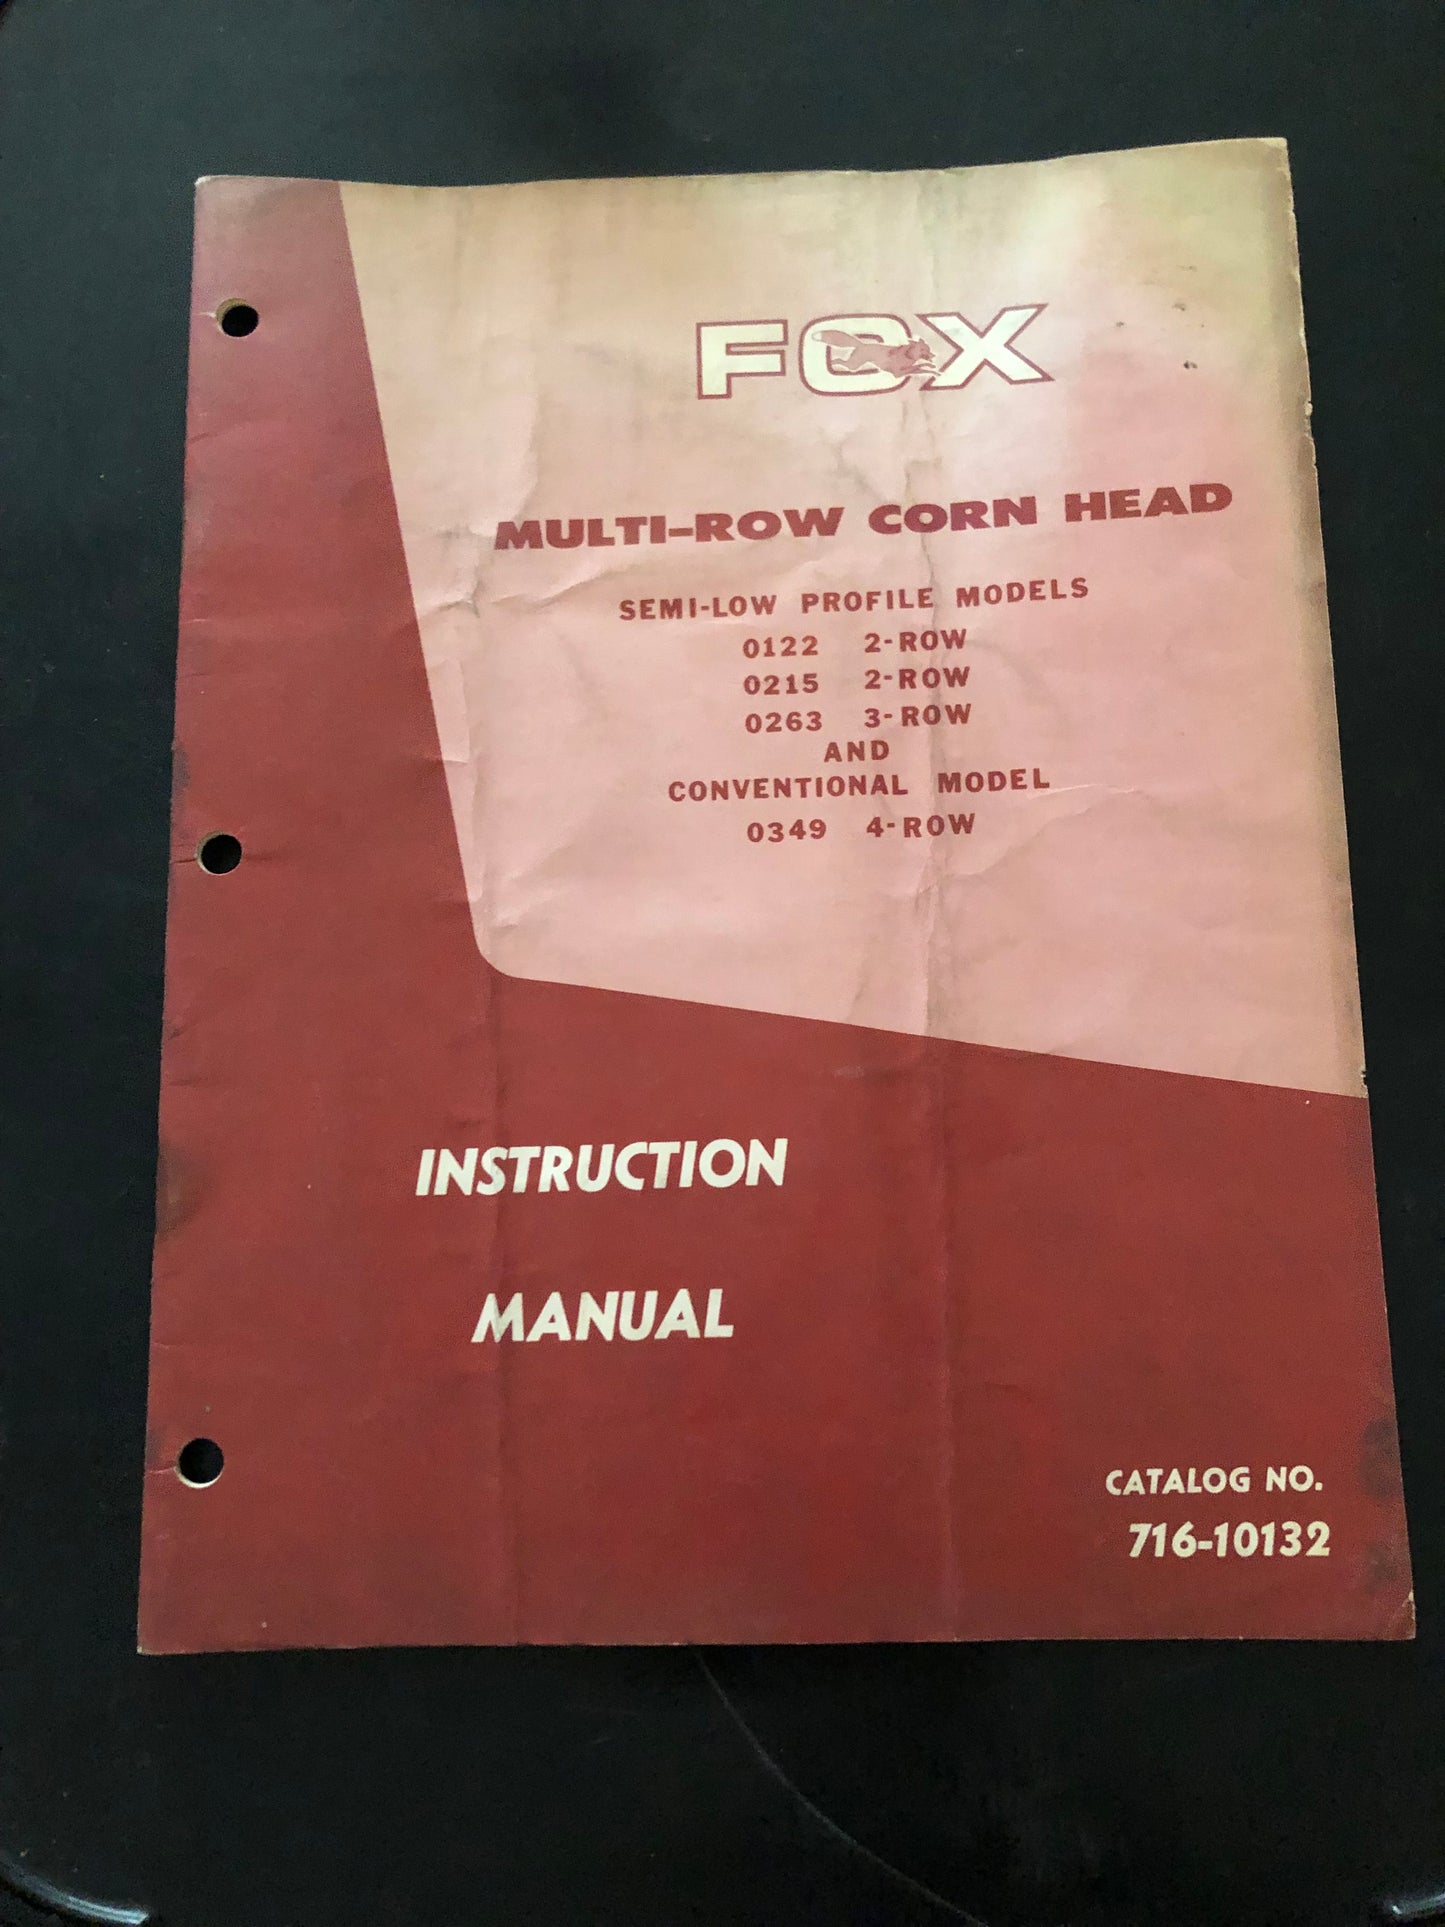 FOX
MULTI-ROW CORN HEAD
SEMI-LOW PROFILE MODELS
0122 2-ROW
0215 2-ROW
0263 3-ROW
AND
CONVENTIONAL MODEL
0349 4-ROW
INSTRUCTION
MANUAL
CATALOG NO.
716-10132